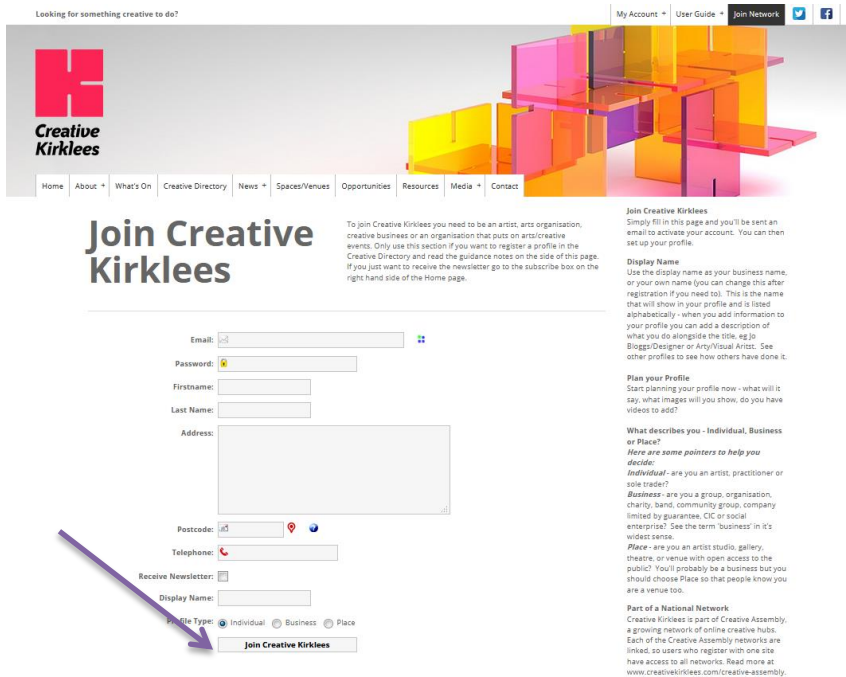 Looking for something creative to do?
My Account + User Guide + Join Network
Creative
Kirklees
Home About + What's On Creative Directory News + Spaces/Venues Opportunities Resources Media + Contact
Join Creative
Kirklees
To join Creative Kirklees you need to be an artist, arts organisation,
creative business or an organisation that puts on arts/creative
events. Only use this section if you want to register a profile in the
Creative Directory and read the guidance notes on the side of this page.
If you just want to receive the newsletter go to the subscribe box on the
right hand side of the Home page.
Email:
Password:
Firstname:
Last Name:
Address:
Postcode:
Telephone:
Receive Newsletter:
Display Name:
Profile Type: Individual Business Place
Join Creative Kirklees
Join Creative Kirklees
Simply fill in this page and you'll be sent an
email to activate your account. You can then
set up your profile.
Display Name
Use the display name as your business name,
or your own name (you can change this after
registration if you need to). This is the name
that will show in your profile and is listed
alphabetically - when you add information to
your profile you can add a description of
what you do alongside the title, eg Jo
Bloggs/Designer or Arty/Visual Aritst. See
other profiles to see how others have done it.
Plan your Profile
Start planning your profile now - what will it
say, what images will you show, do you have
videos to add?
What describes you - Individual, Business
or Place?
Here are some pointers to help you
decide:
Individual - are you an artist, practitioner or
sole trader?
Business - are you a group, organisation,
charity, band, community group, company
limited by guarantee, CIC or social
enterprise? See the term 'business' in it's
widest sense.
Place - are you an artist studio, gallery,
theatre, or venue with open access to the
public? You'll probably be a business but you
should choose Place so that people know you
are a venue too.
Part of a National Network
Creative Kirklees is part of Creative Assembly,
a growing network of online creative hubs.
Each of the Creative Assembly networks are
linked, so users who register with one site
have access to all networks. Read more at
www.creativekirklees.com/creative-assembly.